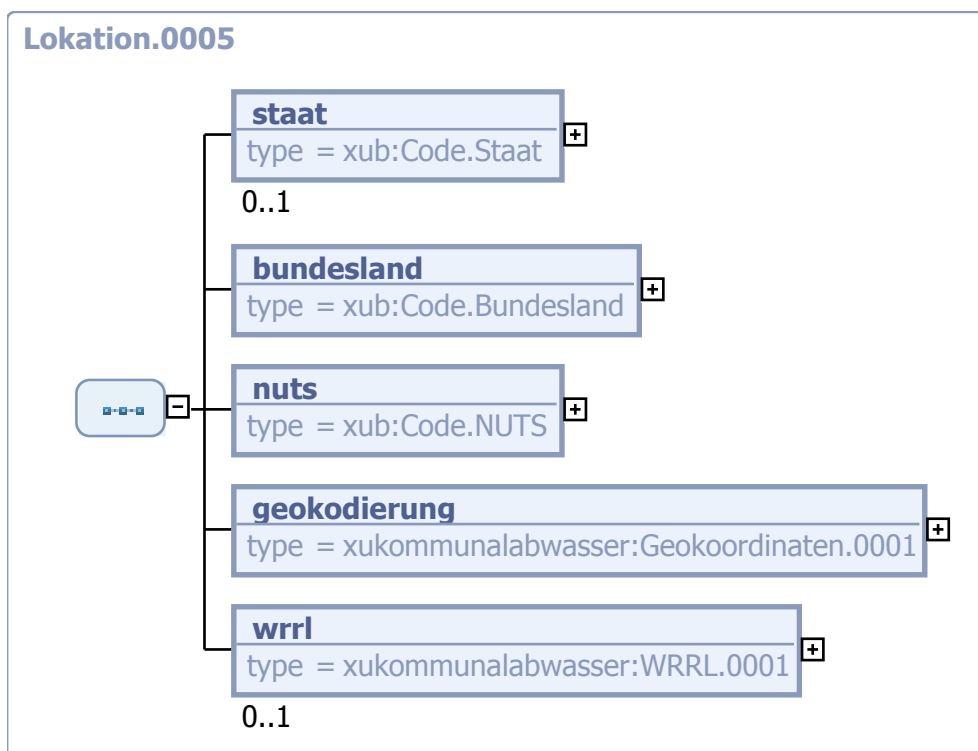 Lokation.0005
staat
type = xub:Code.Staat
0..1
bundesland
type = xub:Code.Bundesland
nuts
type = xub:Code.NUTS
geokodierung
type = xukommunalabwasser:Geokoordinaten.0001
wrrl
type = xukommunalabwasser:WRRL.0001
0..1